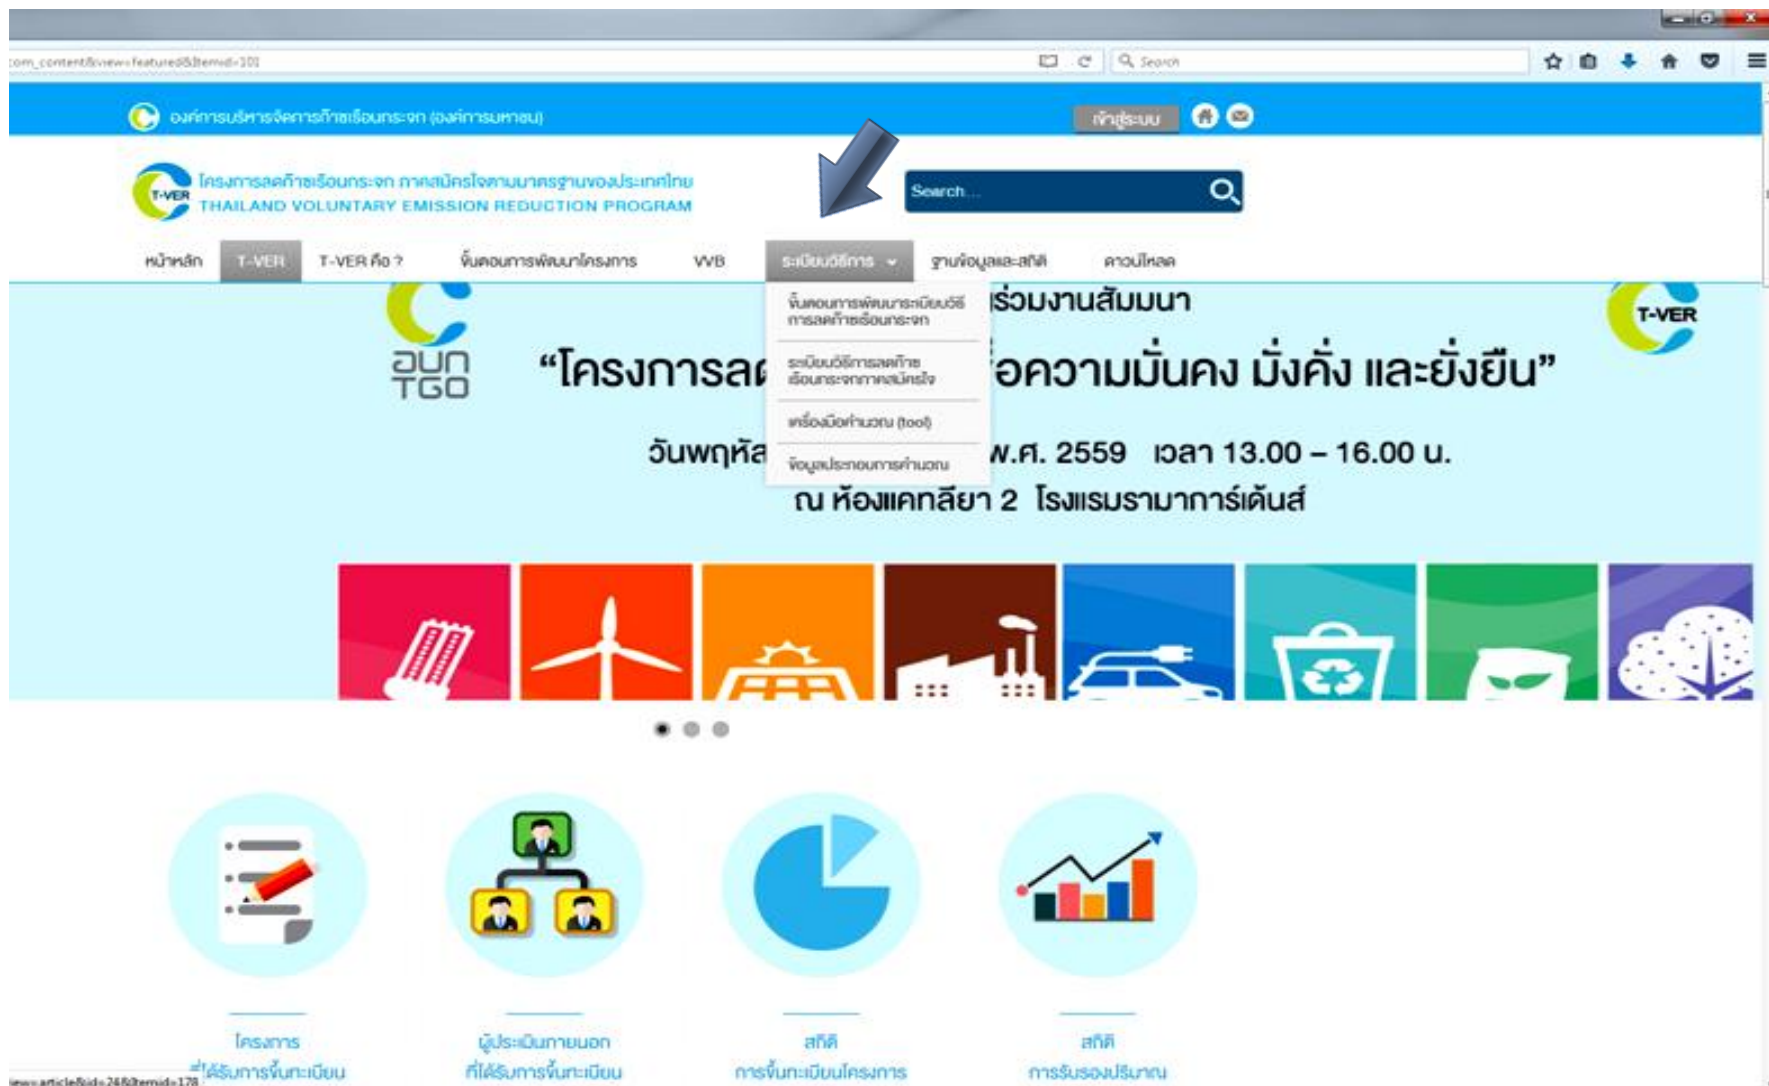 com_content&view=featured&Itemid=101
Search
องค์การบริหารจัดการก๊าซเรือนกระจก (องค์การมหาชน)
เข้าสู่ระบบ
T-VER
โครงการลดก๊าซเรือนกระจก ภาคสมัครใจตามมาตรฐานของประเทศไทย
THAILAND VOLUNTARY EMISSION REDUCTION PROGRAM
Search...
หน้าหลัก T-VER T-VER คือ ? ขั้นตอนการพัฒนาโครงการ VVB ระเบียบวิธีการ ฐานข้อมูลและสถิติ ดาวน์โหลด
ขั้นตอนการพัฒนาระเบียบวิธี
การลดก๊าซเรือนกระจก
ระเบียบวิธีการลดก๊าซ
เรือนกระจกภาคสมัครใจ
เครื่องมือคำนวณ (tool)
ข้อมูลประกอบการคำนวณ
อบก
TGO
ร่วมงานสัมมนา
T-VER
“โครงการล ความมั่นคง มั่งคั่ง และยั่งยืน”
วันพฤหัส พ.ศ. 2559 เวลา 13.00 – 16.00 น.
ณ ห้องแคทลียา 2 โรงแรมรามาการ์เด้นส์
โครงการ
ที่ได้รับการขึ้นทะเบียน
ผู้ประเมินภายนอก
ที่ได้รับการขึ้นทะเบียน
สถิติ
การขึ้นทะเบียนโครงการ
สถิติ
การรับรองปริมาณ
view=article&id=26&Itemid=178